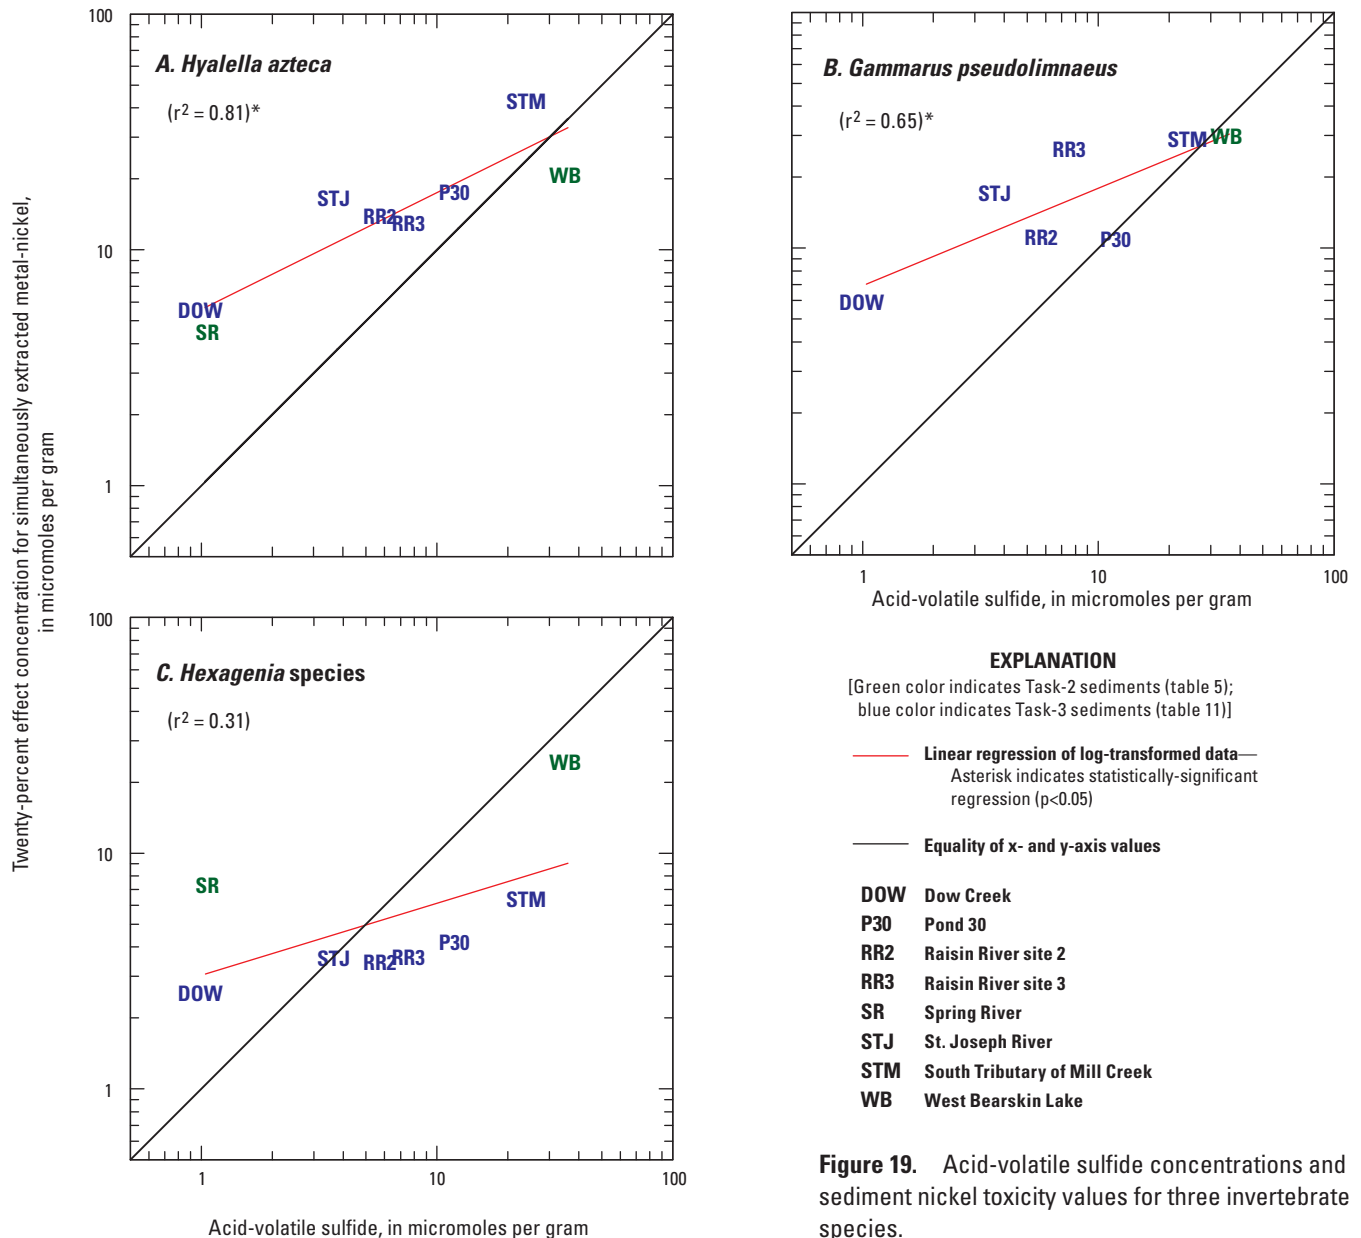 Twenty-percent effect concentration for simultaneously extracted metal-nickel,
in micromoles per gram
100
10
1
A. Hyalella azteca
(r2 = 0.81)*
STM
WB
P30
STJ
RR2
RR3
DOW
SR
B. Gammarus pseudolimnaeus
(r2 = 0.65)*
STM
WB
RR3
STJ
RR2
P30
DOW
1
10
100
Acid-volatile sulfide, in micromoles per gram
100
10
1
C. Hexagenia species
(r2 = 0.31)
WB
SR
STM
P30
STJ
RR2
RR3
DOW
1
10
100
Acid-volatile sulfide, in micromoles per gram
EXPLANATION
[Green color indicates Task-2 sediments (table 5);
blue color indicates Task-3 sediments (table 11)]
Linear regression of log-transformed data—
Asterisk indicates statistically-significant
regression (p<0.05)
Equality of x- and y-axis values
DOW Dow Creek
P30 Pond 30
RR2 Raisin River site 2
RR3 Raisin River site 3
SR Spring River
STJ St. Joseph River
STM South Tributary of Mill Creek
WB West Bearskin Lake
Figure 19. Acid-volatile sulfide concentrations and
sediment nickel toxicity values for three invertebrate
species.